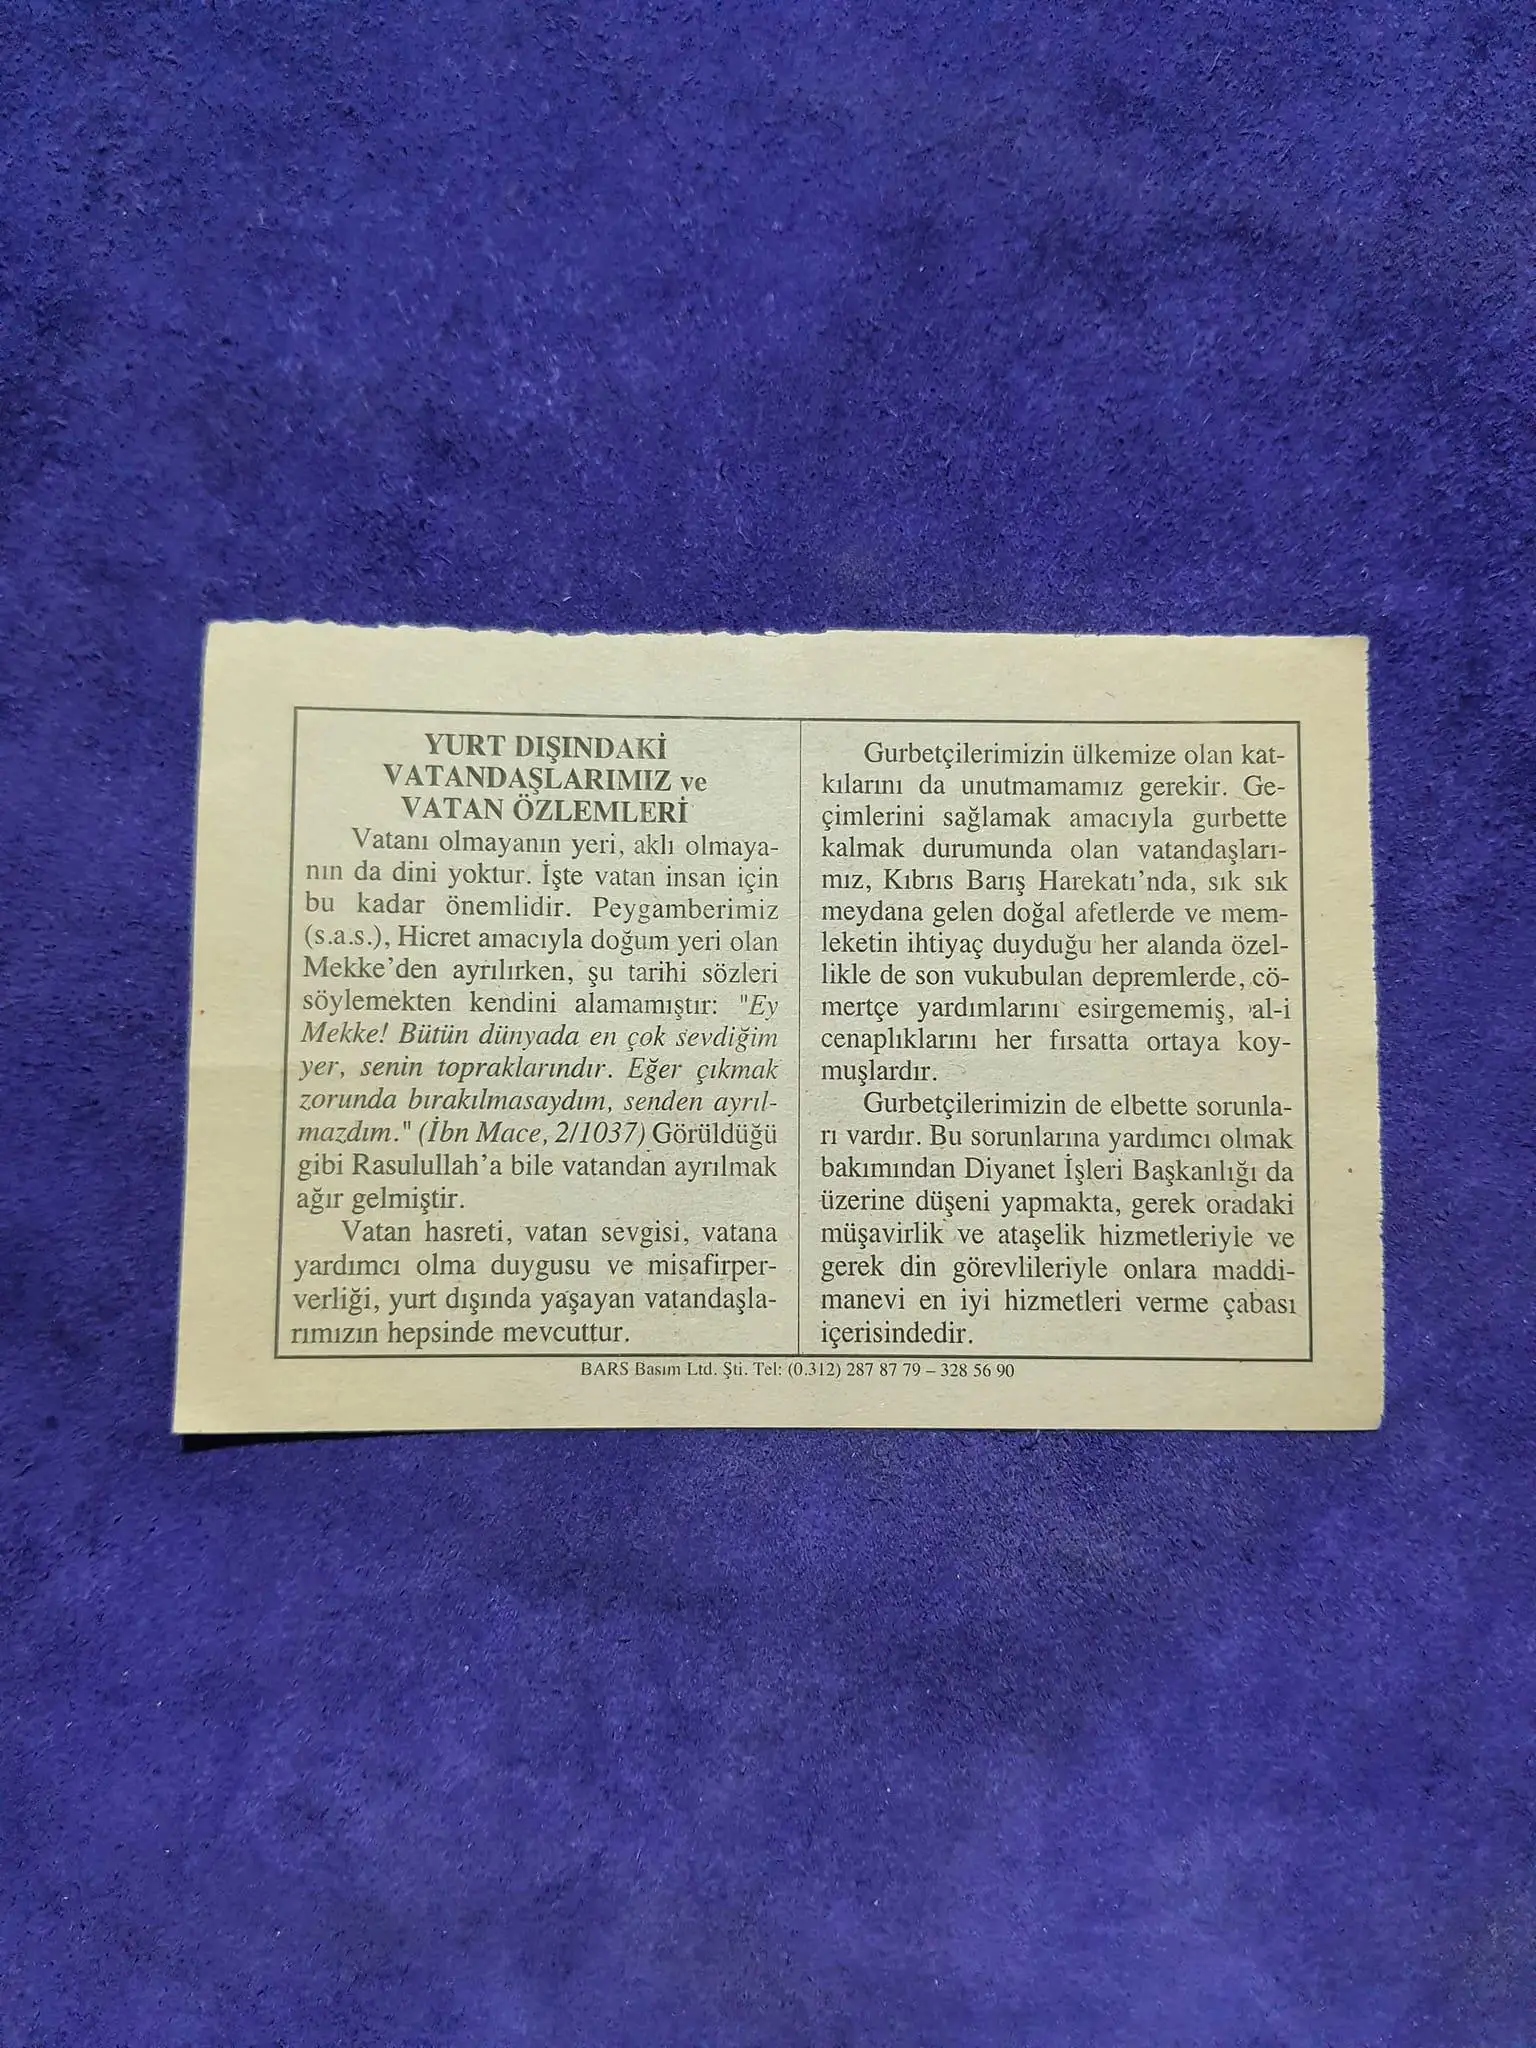 YURT DIŞINDAKİ
VATANDAŞLARIMIZ ve
VATAN ÖZLEMLERİ
Vatanı olmayanın yeri, aklı olmaya-
nın da dini yoktur. İşte vatan insan için
bu kadar önemlidir. Peygamberimiz
(s.a.s.), Hicret amacıyla doğum yeri olan
Mekke'den ayrılırken, şu tarihi sözleri
söylemekten kendini alamamıştır: "Ey
Mekke! Bütün dünyada en çok sevdiğim
yer, senin topraklarındır. Eğer çıkmak
zorunda bırakılmasaydım, senden ayrıl-
mazdım." (İbn Mace, 2/1037) Görüldüğü
gibi Rasulullah'a bile vatandan ayrılmak
ağır gelmiştir.
Vatan hasreti, vatan sevgisi, vatana
yardımcı olma duygusu ve misafirper-
verliği, yurt dışında yaşayan vatandaşla-
rımızın hepsinde mevcuttur.
Gurbetçilerimizin ülkemize olan kat-
kılarını da unutmamamız gerekir. Ge-
çimlerini sağlamak amacıyla gurbette
kalmak durumunda olan vatandaşları-
mız, Kıbrıs Barış Harekatı'nda, sık sık
meydana gelen doğal afetlerde ve mem-
leketin ihtiyaç duyduğu her alanda özel-
likle de son vukubulan depremlerde, cö-
mertçe yardımlarını esirgememiş, al-i
cenaplıklarını her fırsatta ortaya koy-
muşlardır.
Gurbetçilerimizin de elbette sorunla-
rı vardır. Bu sorunlarına yardımcı olmak
bakımından Diyanet İşleri Başkanlığı da
üzerine düşeni yapmakta, gerek oradaki
müşavirlik ve ataşelik hizmetleriyle ve
gerek din görevlileriyle onlara maddi-
manevi en iyi hizmetleri verme çabası
içerisindedir.
BARS Basım Ltd. Şti. Tel: (0.312) 287 87 79 – 328 56 90